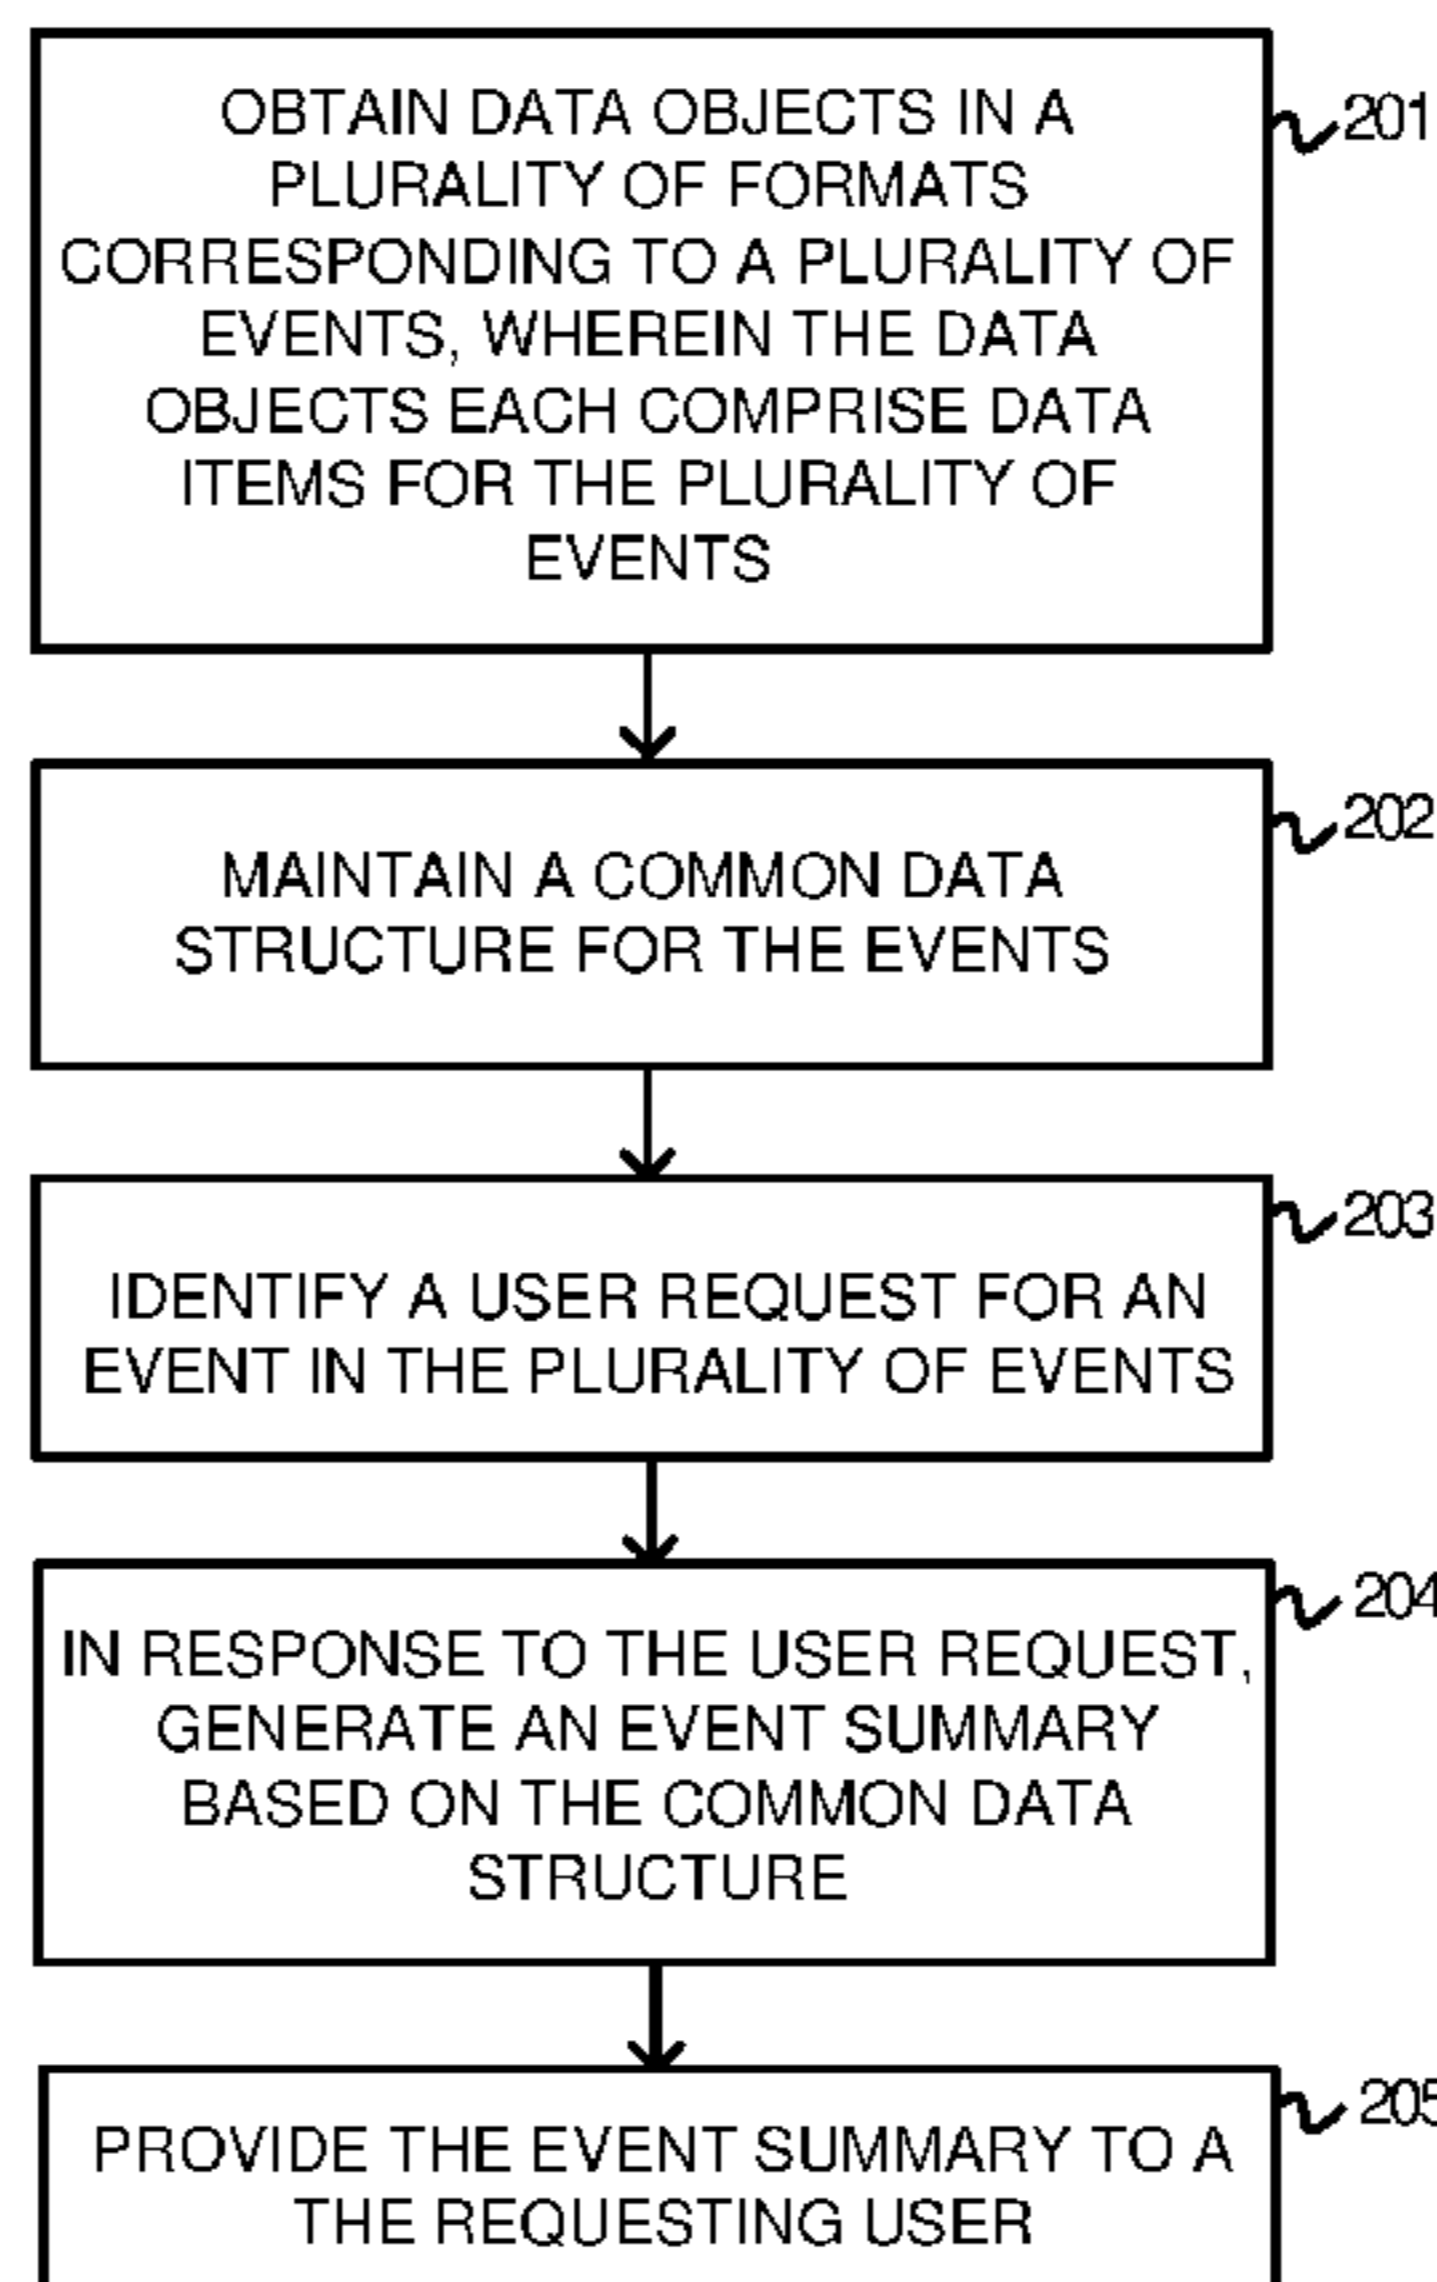 OBTAIN DATA OBJECTS IN A
PLURALITY OF FORMATS
CORRESPONDING TO A PLURALITY OF
EVENTS, WHEREIN THE DATA
OBJECTS EACH COMPRISE DATA
ITEMS FOR THE PLURALITY OF
EVENTS
201
MAINTAIN A COMMON DATA
STRUCTURE FOR THE EVENTS
202
IDENTIFY A USER REQUEST FOR AN
EVENT IN THE PLURALITY OF EVENTS
203
IN RESPONSE TO THE USER REQUEST,
GENERATE AN EVENT SUMMARY
BASED ON THE COMMON DATA
STRUCTURE
204
PROVIDE THE EVENT SUMMARY TO A
THE REQUESTING USER
205